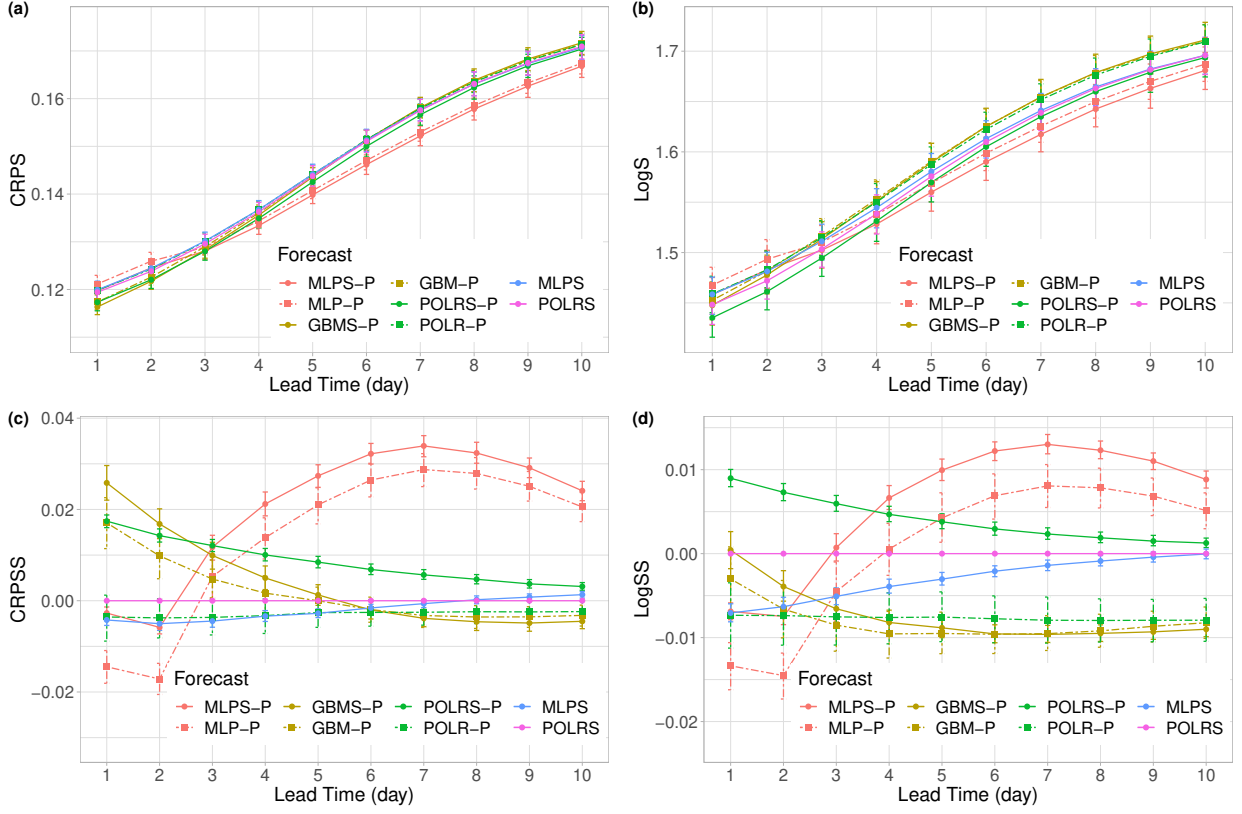 (a)
CRPS
0.16
0.14
0.12
Forecast
MLPS−P GBM−P MLPS
MLP−P POLRS−P POLRS
GBMS−P POLR−P
1 2 3 4 5 6 7 8 9 10
Lead Time (day)
(b)
LogS
1.7
1.6
1.5
Forecast
MLPS−P GBM−P MLPS
MLP−P POLRS−P POLRS
GBMS−P POLR−P
1 2 3 4 5 6 7 8 9 10
Lead Time (day)
(c)
CRPSS
0.04
0.02
0.00
−0.02
Forecast
MLPS−P GBMS−P POLRS−P MLPS
MLP−P GBM−P POLR−P POLRS
1 2 3 4 5 6 7 8 9 10
Lead Time (day)
(d)
LogSS
0.01
0.00
−0.01
−0.02
Forecast
MLPS−P GBMS−P POLRS−P MLPS
MLP−P GBM−P POLR−P POLRS
1 2 3 4 5 6 7 8 9 10
Lead Time (day)